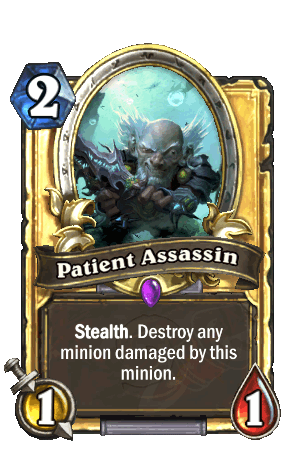 2
Patient Assassin
Stealth. Destroy any
minion damaged by this
minion.
1
1